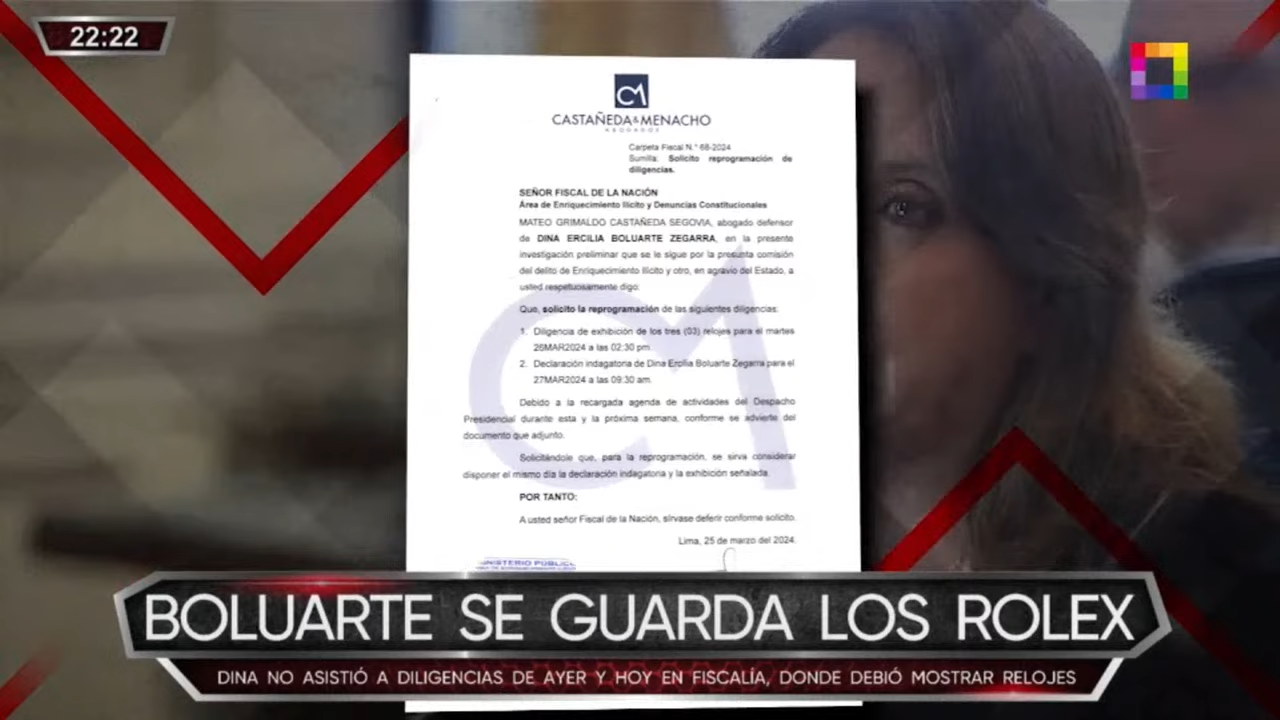 22:22
CM
CASTAÑEDA&MENACHO
ABOGADOS
Carpeta Fiscal N.° 68-2024
Sumilla: Solicito reprogramación de
diligencias.
SEÑOR FISCAL DE LA NACIÓN
Área de Enriquecimiento Ilícito y Denuncias Constitucionales
MATEO GRIMALDO CASTAÑEDA SEGOVIA, abogado defensor
de DINA ERCILIA BOLUARTE ZEGARRA, en la presente
investigación preliminar que se le sigue por la presunta comisión
del delito de Enriquecimiento Ilícito y otro, en agravio del Estado, a
usted respetuosamente digo:
Que, solicito la reprogramación de las siguientes diligencias:
1. Diligencia de exhibición de los tres (03) relojes para el martes
26MAR2024 a las 02:30 pm.
2. Declaración indagatoria de Dina Ercilia Boluarte Zegarra para el
27MAR2024 a las 09:30 am.
Debido a la recargada agenda de actividades del Despacho
Presidencial durante esta y la próxima semana, conforme se advierte del
documento que adjunto.
Solicitándole que, para la reprogramación, se sirva considerar
disponer el mismo día la declaración indagatoria y la exhibición señalada.
POR TANTO:
A usted señor Fiscal de la Nación, sírvase deferir conforme solicito.
Lima, 25 de marzo del 2024.
MINISTERIO PÚBLICO
BOLUARTE SE GUARDA LOS ROLEX
DINA NO ASISTIÓ A DILIGENCIAS DE AYER Y HOY EN FISCALÍA, DONDE DEBIÓ MOSTRAR RELOJES